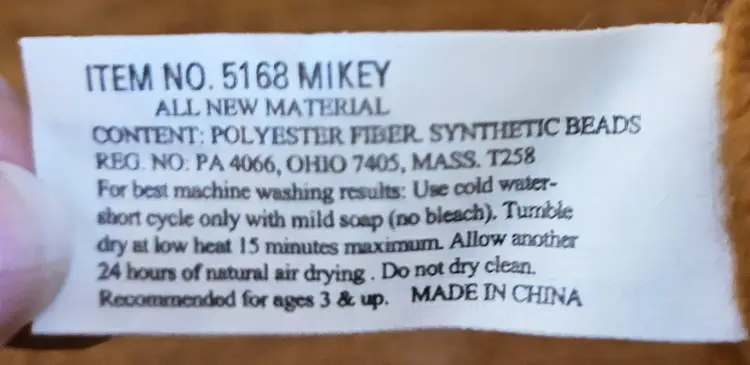 ITEM NO. 5168 MIKEY
ALL NEW MATERIAL
CONTENT: POLYESTER FIBER. SYNTHETIC BEADS
REG. NO: PA 4066, OHIO 7405, MASS. T258
For best machine washing results: Use cold water-
short cycle only with mild soap (no bleach). Tumble
dry at low heat 15 minutes maximum. Allow another
24 hours of natural air drying . Do not dry clean.
Recommended for ages 3 & up. MADE IN CHINA